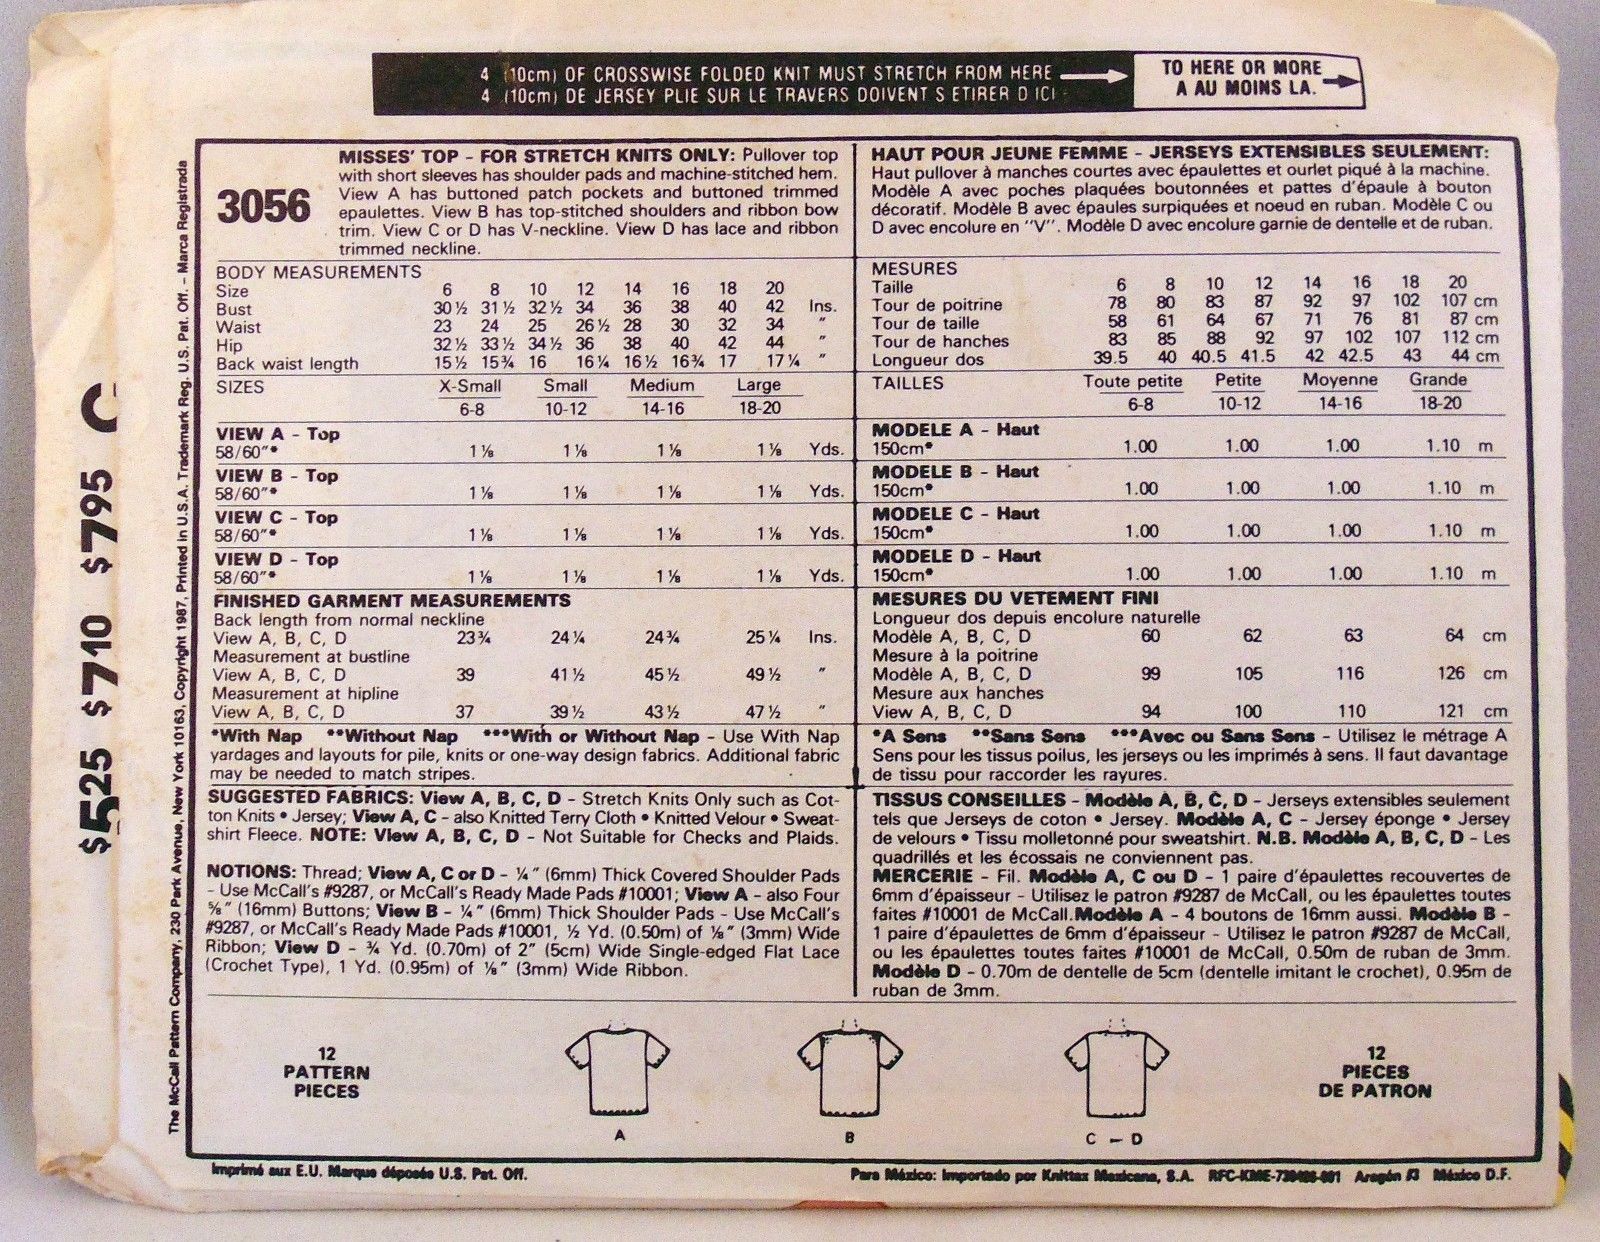 4 (10cm) OF CROSSWISE FOLDED KNIT MUST STRETCH FROM HERE
4 (10cm) DE JERSEY PLIE SUR LE TRAVERS DOIVENT S ETIRER D ICI
TO HERE OR MORE
A AU MOINS LA.
3056
MISSES' TOP - FOR STRETCH KNITS ONLY: Pullover top
with short sleeves has shoulder pads and machine-stitched hem.
View A has buttoned patch pockets and buttoned trimmed
epaulettes. View B has top-stitched shoulders and ribbon bow
trim. View C or D has V-neckline. View D has lace and ribbon
trimmed neckline.
BODY MEASUREMENTS
Size 6 8 10 12 14 16 18 20
Bust 30½ 31½ 32½ 34 36 38 40 42 Ins.
Waist 23 24 25 26½ 28 30 32 34 "
Hip 32½ 33½ 34½ 36 38 40 42 44 "
Back waist length 15½ 15¾ 16 16¼ 16½ 16¾ 17 17¼ "
SIZES X-Small Small Medium Large
6-8 10-12 14-16 18-20
VIEW A - Top
58/60"* 1⅛ 1⅛ 1⅛ 1⅛ Yds.
VIEW B - Top
58/60"* 1⅛ 1⅛ 1⅛ 1⅛ Yds.
VIEW C - Top
58/60"* 1⅛ 1⅛ 1⅛ 1⅛ Yds.
VIEW D - Top
58/60"* 1⅛ 1⅛ 1⅛ 1⅛ Yds.
FINISHED GARMENT MEASUREMENTS
Back length from normal neckline
View A, B, C, D 23¾ 24¼ 24¾ 25¼ Ins.
Measurement at bustline
View A, B, C, D 39 41½ 45½ 49½ "
Measurement at hipline
View A, B, C, D 37 39½ 43½ 47½ "
*With Nap **Without Nap ***With or Without Nap - Use With Nap
yardages and layouts for pile, knits or one-way design fabrics. Additional fabric
may be needed to match stripes.
SUGGESTED FABRICS: View A, B, C, D - Stretch Knits Only such as Cot-
ton Knits • Jersey; View A, C - also Knitted Terry Cloth • Knitted Velour • Sweat-
shirt Fleece. NOTE: View A, B, C, D - Not Suitable for Checks and Plaids.
NOTIONS: Thread; View A, C or D - ¼" (6mm) Thick Covered Shoulder Pads
- Use McCall's #9287, or McCall's Ready Made Pads #10001; View A - also Four
⅝" (16mm) Buttons; View B - ¼" (6mm) Thick Shoulder Pads - Use McCall's
#9287, or McCall's Ready Made Pads #10001, ½ Yd. (0.50m) of ⅛" (3mm) Wide
Ribbon; View D - ¾ Yd. (0.70m) of 2" (5cm) Wide Single-edged Flat Lace
(Crochet Type), 1 Yd. (0.95m) of ⅛" (3mm) Wide Ribbon.
HAUT POUR JEUNE FEMME - JERSEYS EXTENSIBLES SEULEMENT:
Haut pullover à manches courtes avec épaulettes et ourlet piqué à la machine.
Modèle A avec poches plaquées boutonnées et pattes d'épaule à bouton
décoratif. Modèle B avec épaules surpiquées et noeud en ruban. Modèle C ou
D avec encolure en "V". Modèle D avec encolure garnie de dentelle et de ruban.
MESURES
Taille 6 8 10 12 14 16 18 20
Tour de poitrine 78 80 83 87 92 97 102 107 cm
Tour de taille 58 61 64 67 71 76 81 87 cm
Tour de hanches 83 85 88 92 97 102 107 112 cm
Longueur dos 39.5 40 40.5 41.5 42 42.5 43 44 cm
TAILLES Toute petite Petite Moyenne Grande
6-8 10-12 14-16 18-20
MODELE A - Haut
150cm* 1.00 1.00 1.00 1.10 m
MODELE B - Haut
150cm* 1.00 1.00 1.00 1.10 m
MODELE C - Haut
150cm* 1.00 1.00 1.00 1.10 m
MODELE D - Haut
150cm* 1.00 1.00 1.00 1.10 m
MESURES DU VETEMENT FINI
Longueur dos depuis encolure naturelle
Modèle A, B, C, D 60 62 63 64 cm
Mesure à la poitrine
Modèle A, B, C, D 99 105 116 126 cm
Mesure aux hanches
View A, B, C, D 94 100 110 121 cm
*A Sens **Sans Sens ***Avec ou Sans Sens - Utilisez le métrage A
Sens pour les tissus poilus, les jerseys ou les imprimés à sens. Il faut davantage
de tissu pour raccorder les rayures.
TISSUS CONSEILLES - Modèle A, B, C, D - Jerseys extensibles seulement
tels que Jerseys de coton • Jersey. Modèle A, C - Jersey éponge • Jersey
de velours • Tissu molletonné pour sweatshirt. N.B. Modèle A, B, C, D - Les
quadrillés et les écossais ne conviennent pas.
MERCERIE - Fil. Modèle A, C ou D - 1 paire d'épaulettes recouvertes de
6mm d'épaisseur - Utilisez le patron #9287 de McCall, ou les épaulettes toutes
faites #10001 de McCall. Modèle A - 4 boutons de 16mm aussi. Modèle B -
1 paire d'épaulettes de 6mm d'épaisseur - Utilisez le patron #9287 de McCall,
ou les épaulettes toutes faites #10001 de McCall, 0.50m de ruban de 3mm.
Modèle D - 0.70m de dentelle de 5cm (dentelle imitant le crochet), 0.95m de
ruban de 3mm.
12
PATTERN
PIECES
A
B
C - D
12
PIECES
DE PATRON
Imprimé aux E.U. Marque déposée U.S. Pat. Off.
Para México: Importado por Knittax Mexicana, S.A. Aragón #3 México D.F.
The McCall Pattern Company, 230 Park Avenue, New York 10163, Copyright 1987, Printed in U.S.A. Trademark Reg. U.S. Pat. Off. - Marca Registrada
$525 $710 $795 C